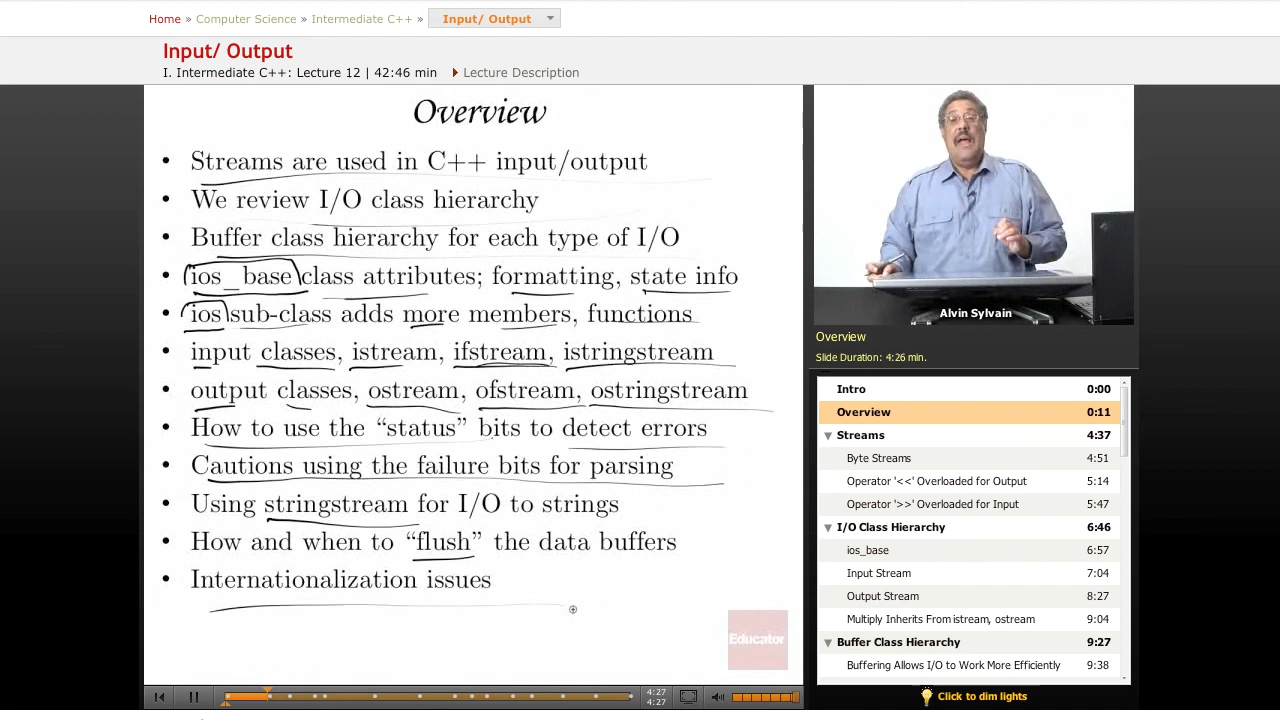 Home » Computer Science » Intermediate C++ » Input/ Output
Input/ Output
I. Intermediate C++: Lecture 12 | 42:46 min Lecture Description
Overview
• Streams are used in C++ input/output
• We review I/O class hierarchy
• Buffer class hierarchy for each type of I/O
• ios_base class attributes; formatting, state info
• ios sub-class adds more members, functions
• input classes, istream, ifstream, istringstream
• output classes, ostream, ofstream, ostringstream
• How to use the “status” bits to detect errors
• Cautions using the failure bits for parsing
• Using stringstream for I/O to strings
• How and when to “flush” the data buffers
• Internationalization issues
Educator
4:27
4:27
Alvin Sylvain
Overview
Slide Duration: 4:26 min.
Intro 0:00
Overview 0:11
Streams 4:37
Byte Streams 4:51
Operator '<<' Overloaded for Output 5:14
Operator '>>' Overloaded for Input 5:47
I/O Class Hierarchy 6:46
ios_base 6:57
Input Stream 7:04
Output Stream 8:27
Multiply Inherits From istream, ostream 9:04
Buffer Class Hierarchy 9:27
Buffering Allows I/O to Work More Efficiently 9:38
Click to dim lights